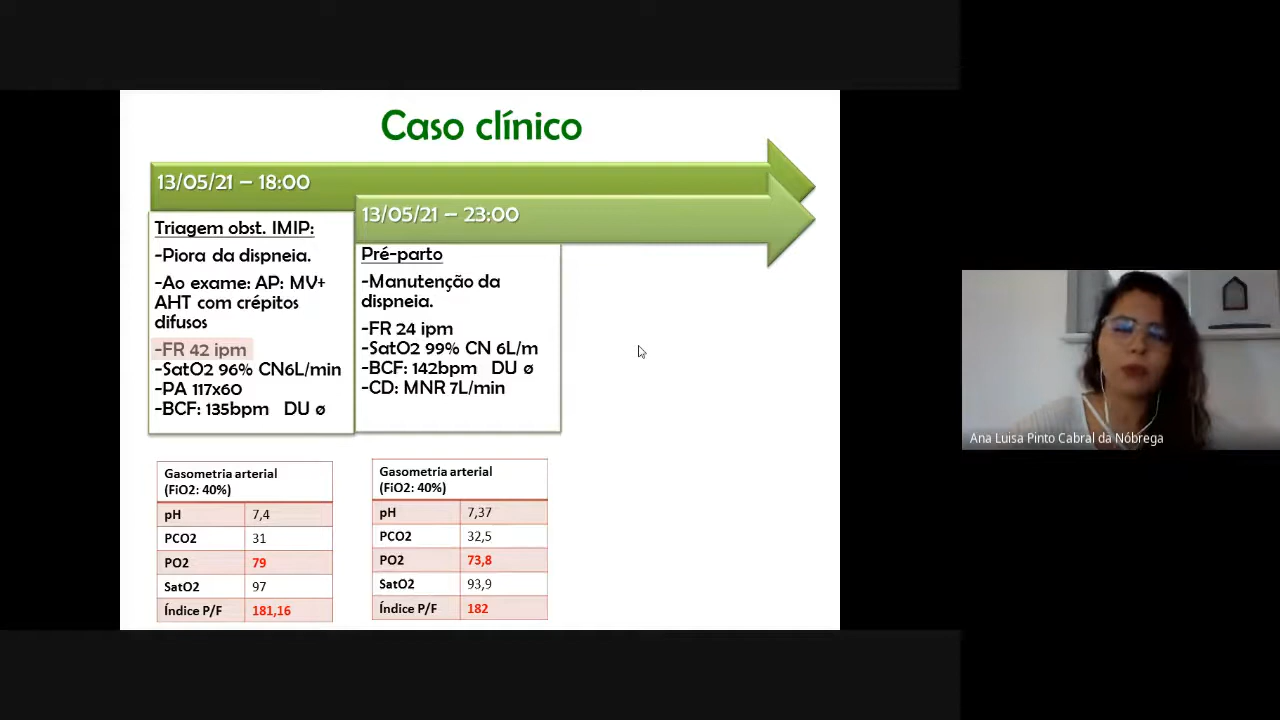 Caso clínico
13/05/21 – 18:00
Triagem obst. IMIP:
-Piora da dispneia.
-Ao exame: AP: MV+
AHT com crépitos
difusos
-FR 42 ipm
-SatO2 96% CN6L/min
-PA 117x60
-BCF: 135bpm DU ø
13/05/21 – 23:00
Pré-parto
-Manutenção da
dispneia.
-FR 24 ipm
-SatO2 99% CN 6L/m
-BCF: 142bpm DU ø
-CD: MNR 7L/min
Gasometria arterial
(FiO2: 40%)
pH 7,4
PCO2 31
PO2 79
SatO2 97
Índice P/F 181,16
Gasometria arterial
(FiO2: 40%)
pH 7,37
PCO2 32,5
PO2 73,8
SatO2 93,9
Índice P/F 182
Ana Luisa Pinto Cabral da Nóbrega